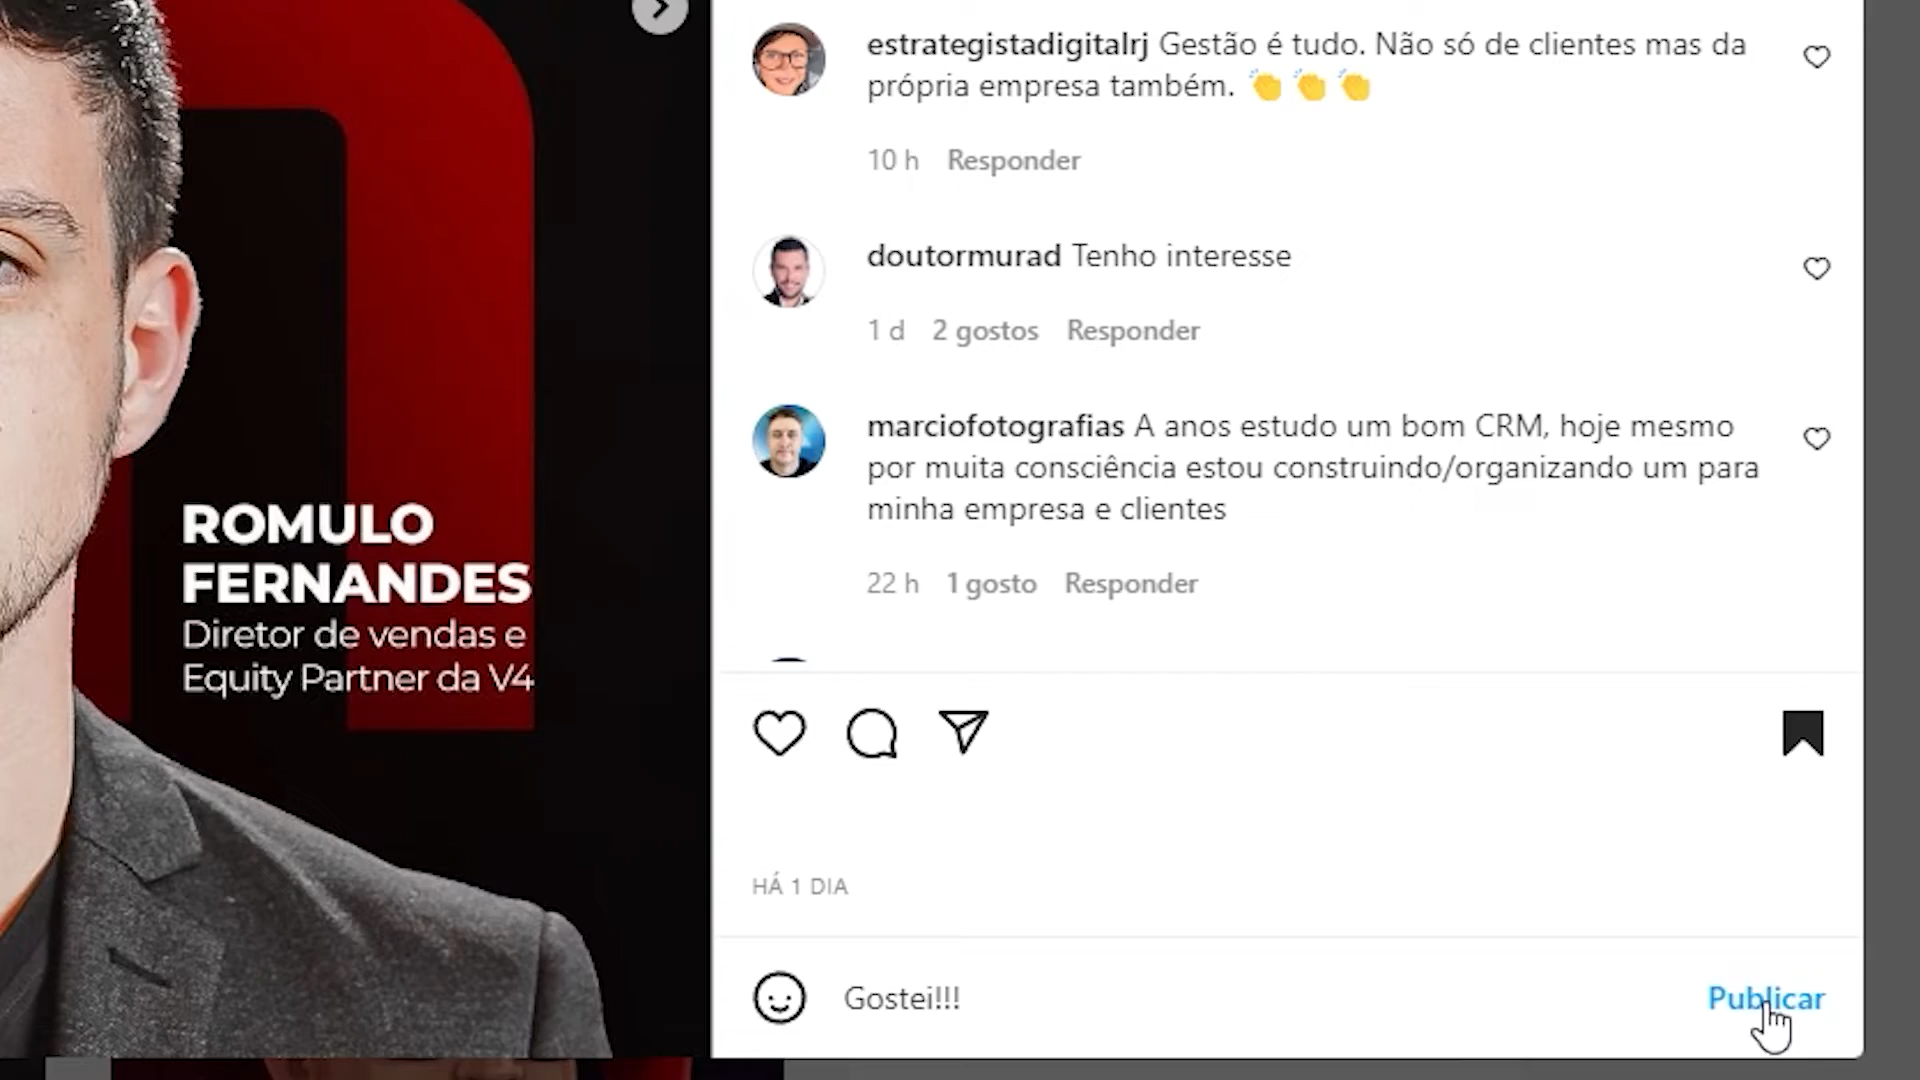 ROMULO
FERNANDES
Diretor de vendas e
Equity Partner da V4
estrategistadigitalrj Gestão é tudo. Não só de clientes mas da
própria empresa também. 👏 👏 👏
10 h Responder
doutormurad Tenho interesse
1 d 2 gostos Responder
marciofotografias A anos estudo um bom CRM, hoje mesmo
por muita consciência estou construindo/organizando um para
minha empresa e clientes
22 h 1 gosto Responder
HÁ 1 DIA
Gostei!!! Publicar